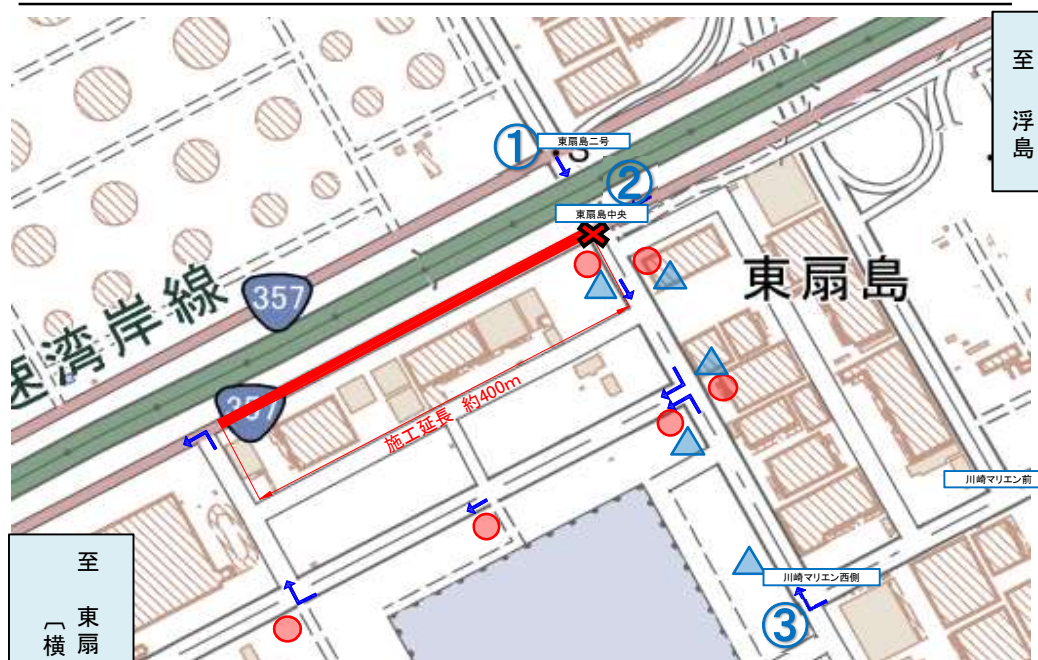 至 浮島
①
東扇島二号
②
東扇島中央
東扇島
357
速湾岸線
357
施工延長 約400m
川崎マリエン前
至 東扇
〔横
川崎マリエン西側
③